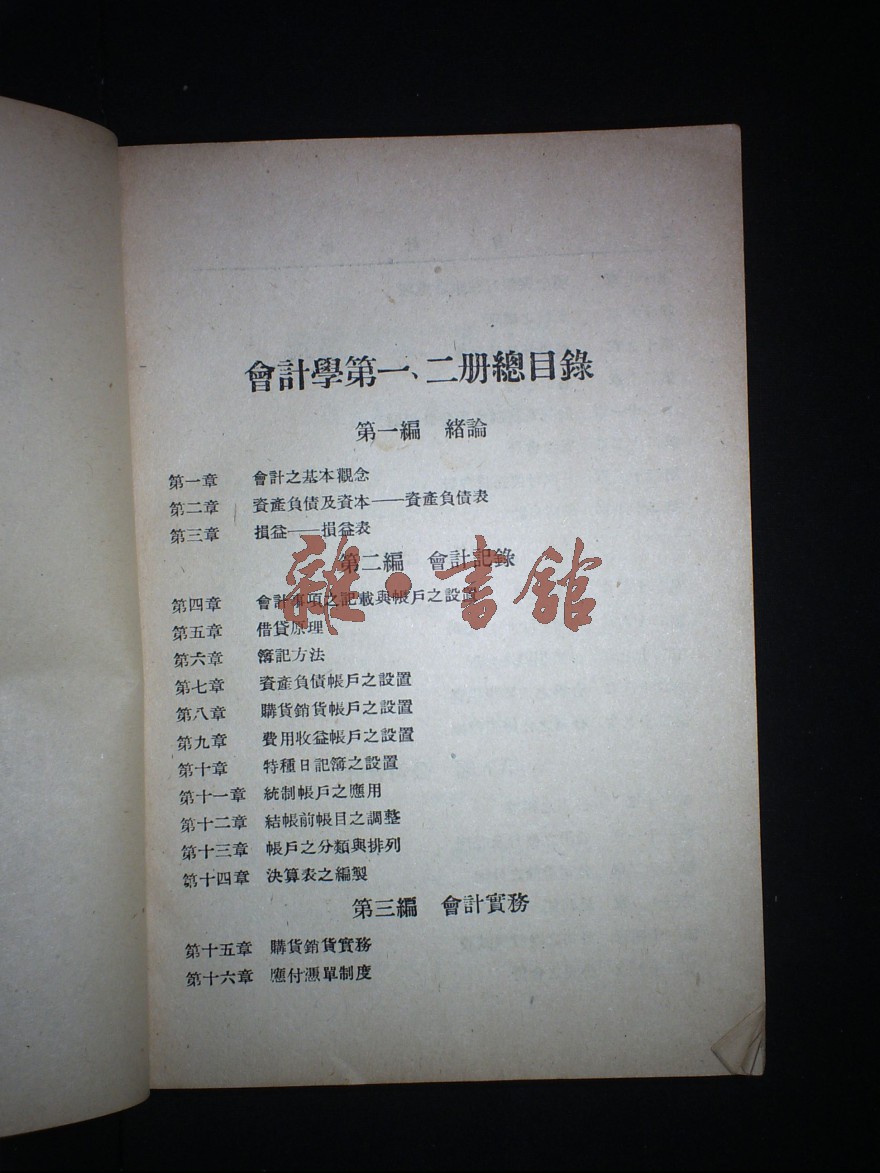 會計學第一、二册總目錄
第一編 緒論
第一章 會計之基本觀念
第二章 資產負債及資本——資產負債表
第三章 損益——損益表
第二編 會計記錄
第四章 會計事項之記載與帳戶之設置
第五章 借貸原理
第六章 簿記方法
第七章 資產負債帳戶之設置
第八章 購貨銷貨帳戶之設置
第九章 費用收益帳戶之設置
第十章 特種日記簿之設置
第十一章 統制帳戶之應用
第十二章 結帳前帳目之調整
第十三章 帳戶之分類與排列
第十四章 決算表之編製
第三編 會計實務
第十五章 購貨銷貨實務
第十六章 應付憑單制度
雜·書舘